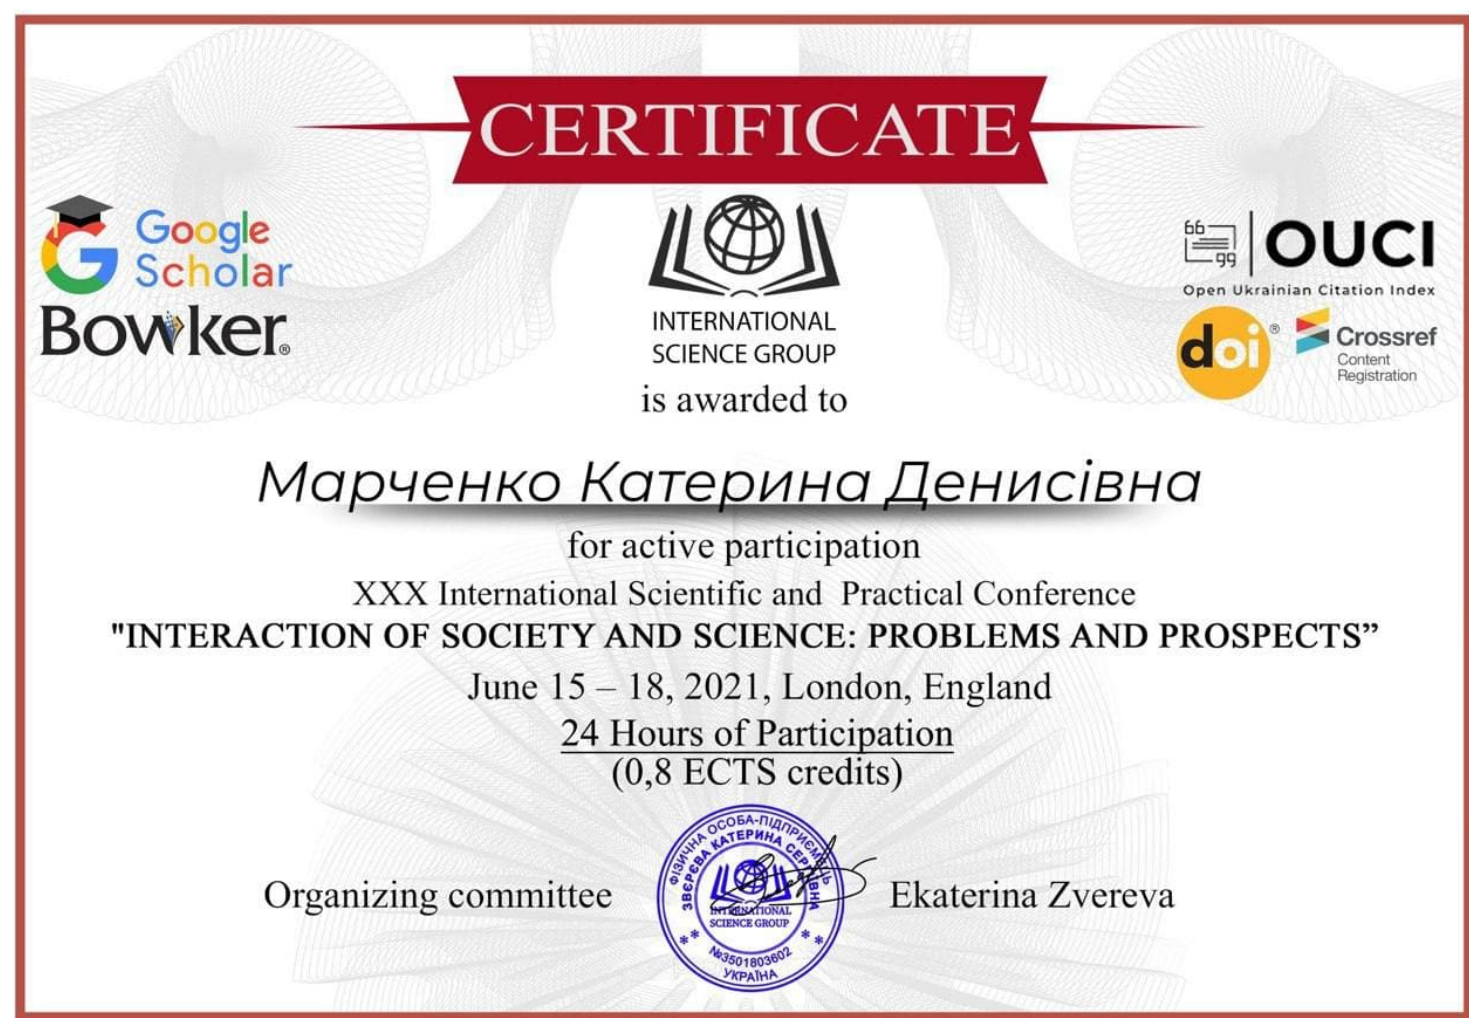 CERTIFICATE
Google
Scholar
Bowker®
INTERNATIONAL
SCIENCE GROUP
66
99
OUCI
Open Ukrainian Citation Index
doi®
Crossref
Content
Registration
is awarded to
Марченко Катерина Денисівна
for active participation
XXX International Scientific and Practical Conference
"INTERACTION OF SOCIETY AND SCIENCE: PROBLEMS AND PROSPECTS”
June 15 – 18, 2021, London, England
24 Hours of Participation
(0,8 ECTS credits)
Organizing committee
ФІЗИЧНА ОСОБА-ПІДПРИЄМЕЦЬ
ЗВЄРЄВА КАТЕРИНА СЕРГІЇВНА
INTERNATIONAL
SCIENCE GROUP
№3501803602
УКРАЇНА
Ekaterina Zvereva